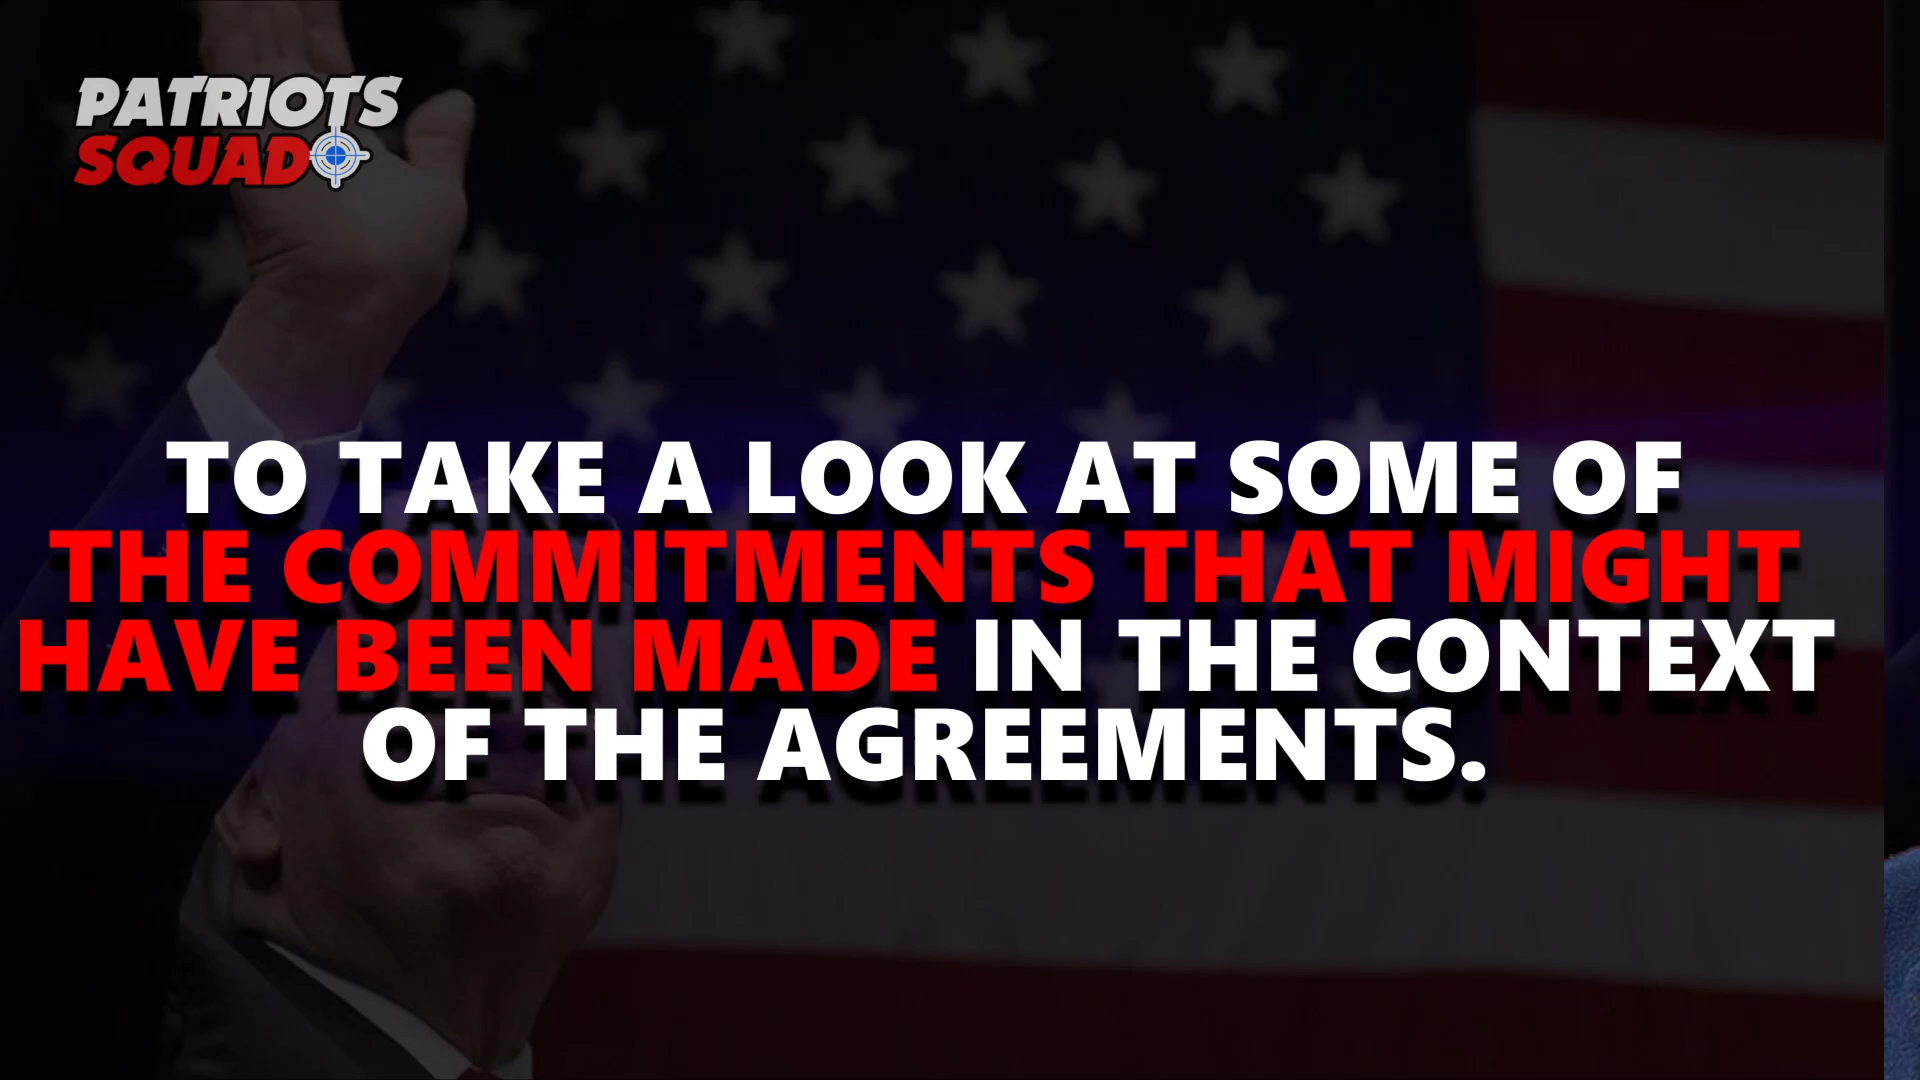 PATRIOTS
SQUAD
TO TAKE A LOOK AT SOME OF
THE COMMITMENTS THAT MIGHT
HAVE BEEN MADE IN THE CONTEXT
OF THE AGREEMENTS.